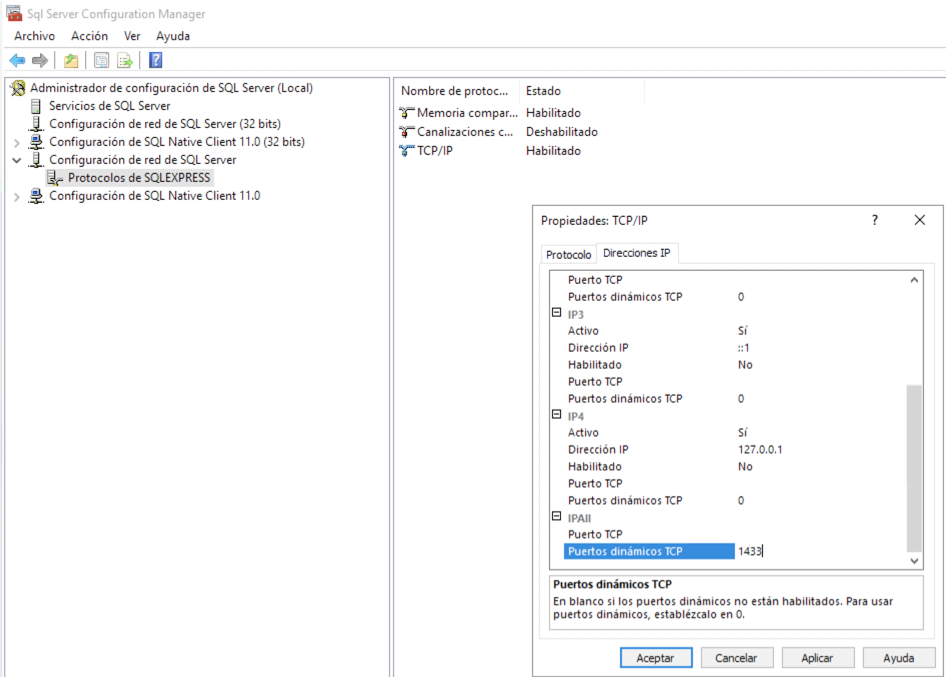 Sql Server Configuration Manager
Archivo Acción Ver Ayuda
Administrador de configuración de SQL Server (Local)
Servicios de SQL Server
Configuración de red de SQL Server (32 bits)
Configuración de SQL Native Client 11.0 (32 bits)
Configuración de red de SQL Server
Protocolos de SQLEXPRESS
Configuración de SQL Native Client 11.0
Nombre de protoc... Estado
Memoria compar... Habilitado
Canalizaciones c... Deshabilitado
TCP/IP Habilitado
Propiedades: TCP/IP ?
Protocolo Direcciones IP
Puerto TCP
Puertos dinámicos TCP 0
IP3
Activo Sí
Dirección IP ::1
Habilitado No
Puerto TCP
Puertos dinámicos TCP 0
IP4
Activo Sí
Dirección IP 127.0.0.1
Habilitado No
Puerto TCP
Puertos dinámicos TCP 0
IPAll
Puerto TCP
Puertos dinámicos TCP 1433
Puertos dinámicos TCP
En blanco si los puertos dinámicos no están habilitados. Para usar
puertos dinámicos, establézcalo en 0.
Aceptar Cancelar Aplicar Ayuda